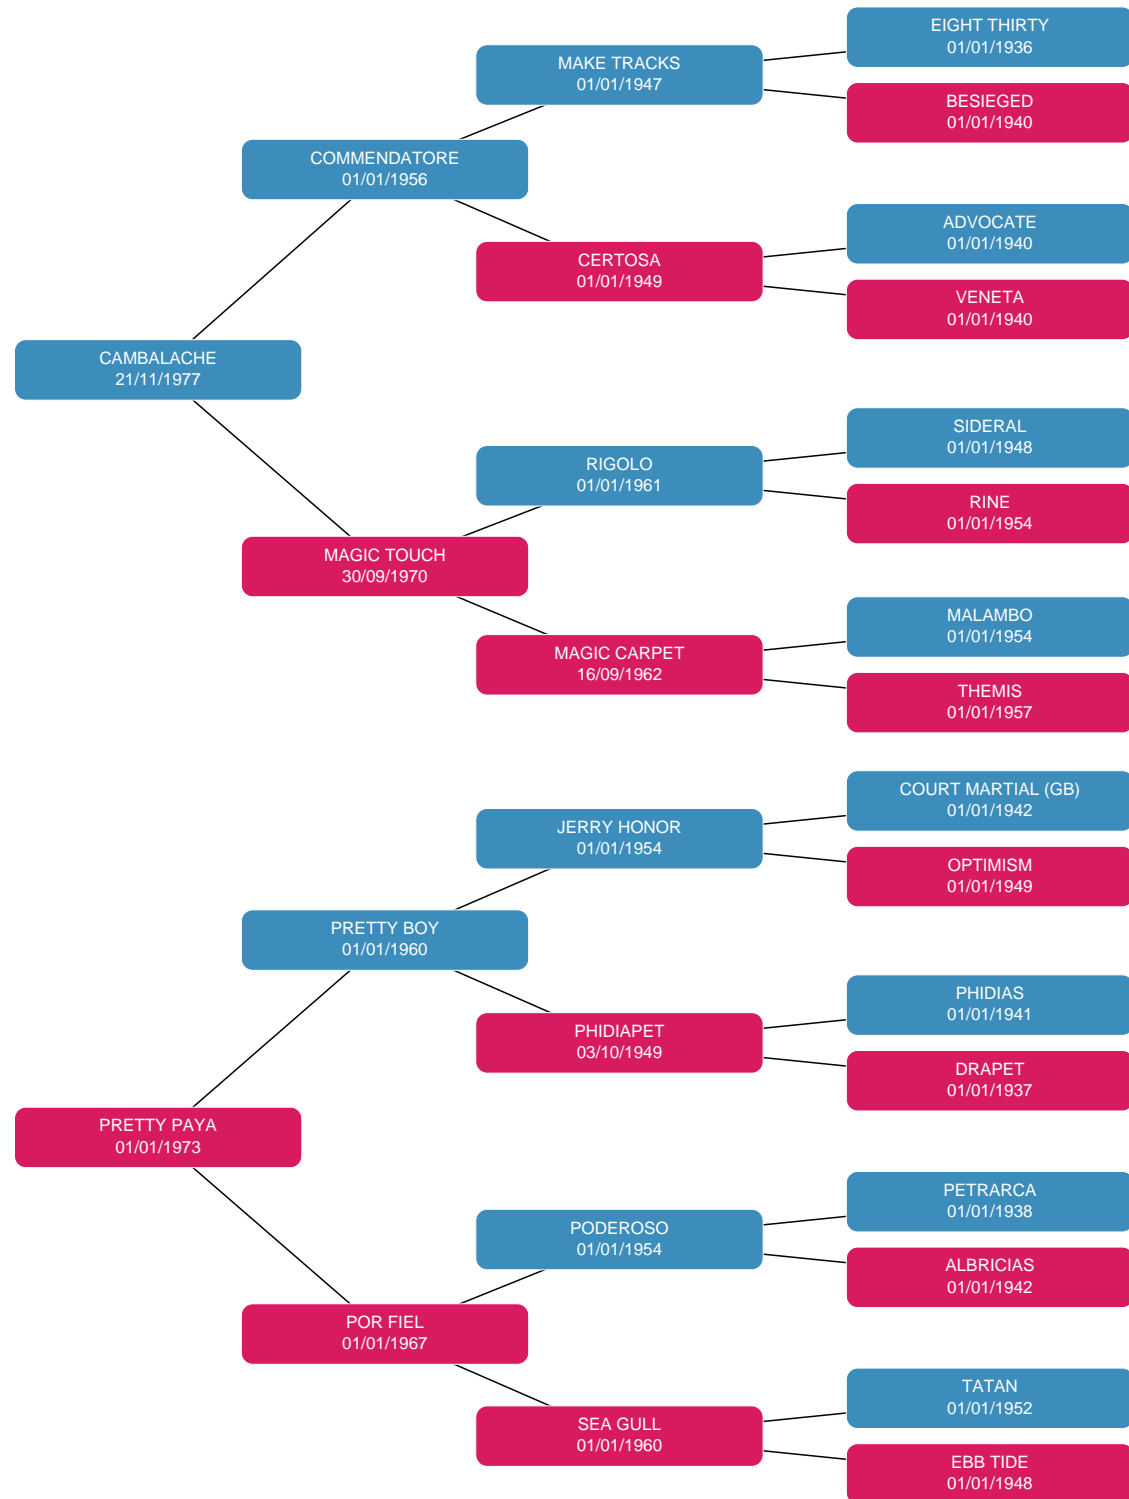 EIGHT THIRTY
01/01/1936
MAKE TRACKS
01/01/1947
BESIEGED
01/01/1940
COMMENDATORE
01/01/1956
ADVOCATE
01/01/1940
CERTOSA
01/01/1949
VENETA
01/01/1940
CAMBALACHE
21/11/1977
SIDERAL
01/01/1948
RIGOLO
01/01/1961
RINE
01/01/1954
MAGIC TOUCH
30/09/1970
MALAMBO
01/01/1954
MAGIC CARPET
16/09/1962
THEMIS
01/01/1957
COURT MARTIAL (GB)
01/01/1942
JERRY HONOR
01/01/1954
OPTIMISM
01/01/1949
PRETTY BOY
01/01/1960
PHIDIAS
01/01/1941
PHIDIAPET
03/10/1949
DRAPET
01/01/1937
PRETTY PAYA
01/01/1973
PETRARCA
01/01/1938
PODEROSO
01/01/1954
ALBRICIAS
01/01/1942
POR FIEL
01/01/1967
TATAN
01/01/1952
SEA GULL
01/01/1960
EBB TIDE
01/01/1948